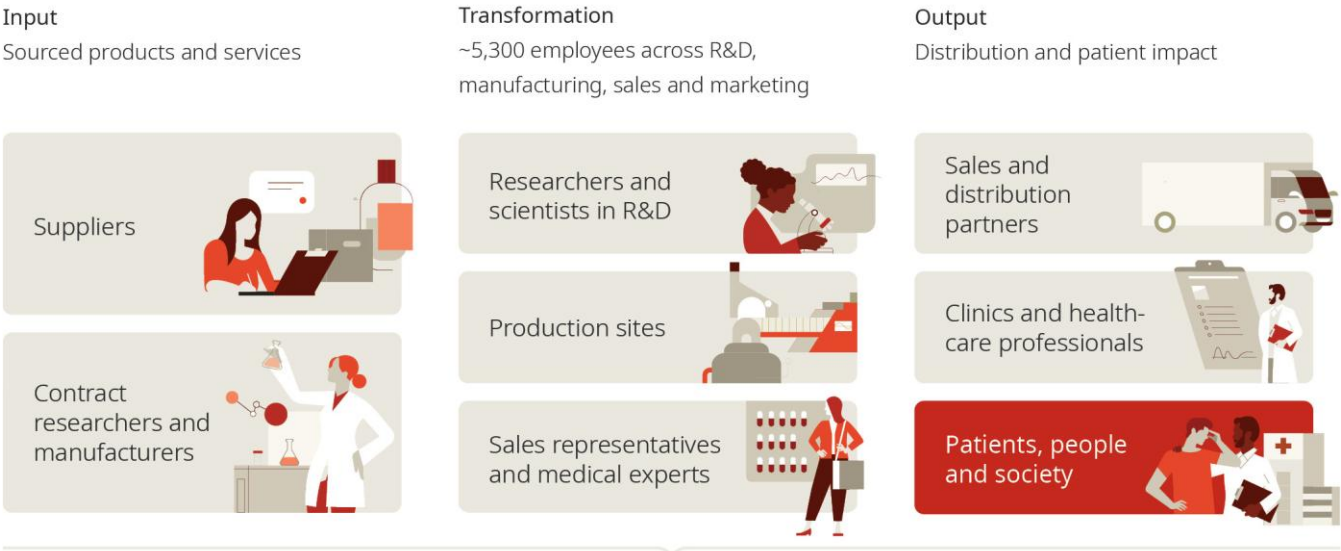 Input
Sourced products and services
Suppliers
Contract
researchers and
manufacturers
Transformation
~5,300 employees across R&D,
manufacturing, sales and marketing
Researchers and
scientists in R&D
Production sites
Sales representatives
and medical experts
Output
Distribution and patient impact
Sales and
distribution
partners
Clinics and health-
care professionals
Patients, people
and society